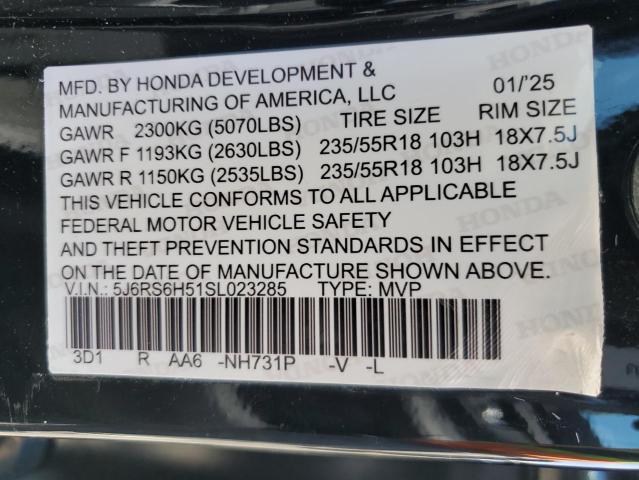 MFD. BY HONDA DEVELOPMENT &
MANUFACTURING OF AMERICA, LLC 01/'25
GAWR 2300KG (5070LBS) TIRE SIZE RIM SIZE
GAWR F 1193KG (2630LBS) 235/55R18 103H 18X7.5J
GAWR R 1150KG (2535LBS) 235/55R18 103H 18X7.5J
THIS VEHICLE CONFORMS TO ALL APPLICABLE
FEDERAL MOTOR VEHICLE SAFETY
AND THEFT PREVENTION STANDARDS IN EFFECT
ON THE DATE OF MANUFACTURE SHOWN ABOVE.
V.I.N.: 5J6RS6H51SL023285 TYPE: MVP
3D1 R AA6 -NH731P -V -L